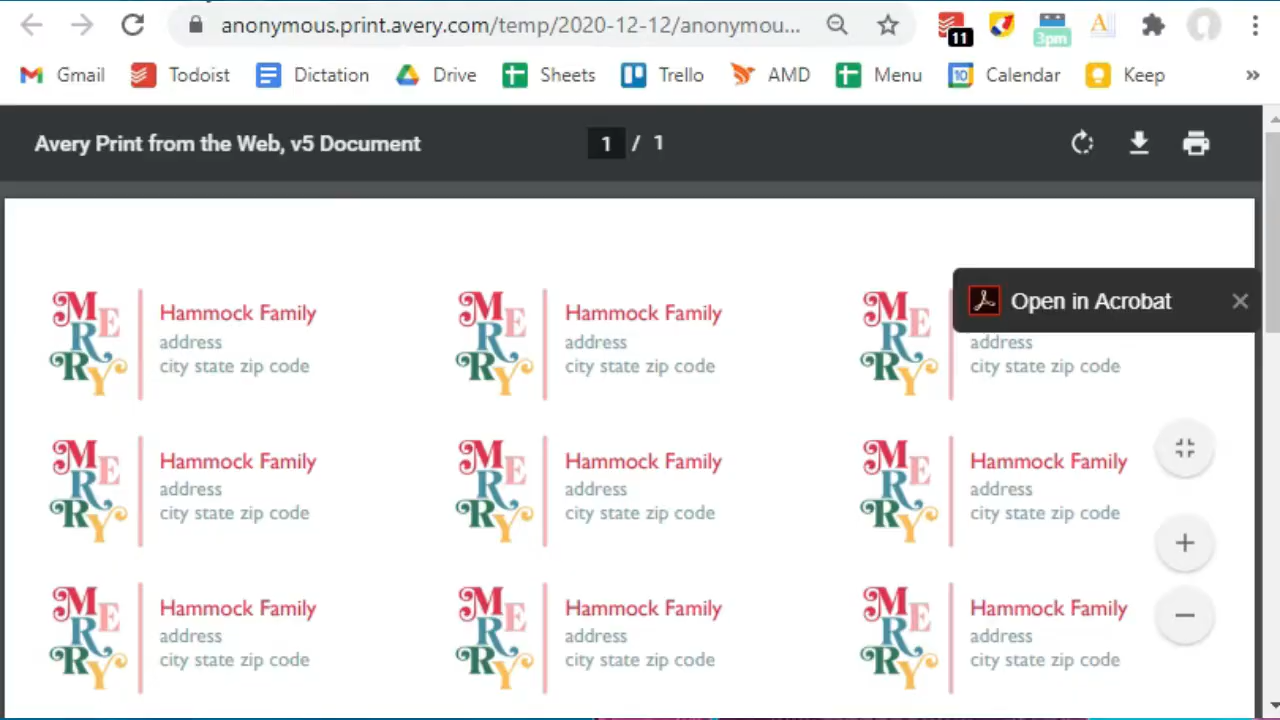 anonymous.print.avery.com/temp/2020-12-12/anonymou...
11
3pm
A
Gmail
Todoist
Dictation
Drive
Sheets
Trello
AMD
Menu
10
Calendar
Keep
»
Avery Print from the Web, v5 Document
1 / 1
Open in Acrobat
MERRY
Hammock Family
address
city state zip code
MERRY
Hammock Family
address
city state zip code
MERRY
address
city state zip code
MERRY
Hammock Family
address
city state zip code
MERRY
Hammock Family
address
city state zip code
MERRY
Hammock Family
address
city state zip code
MERRY
Hammock Family
address
city state zip code
MERRY
Hammock Family
address
city state zip code
MERRY
Hammock Family
address
city state zip code